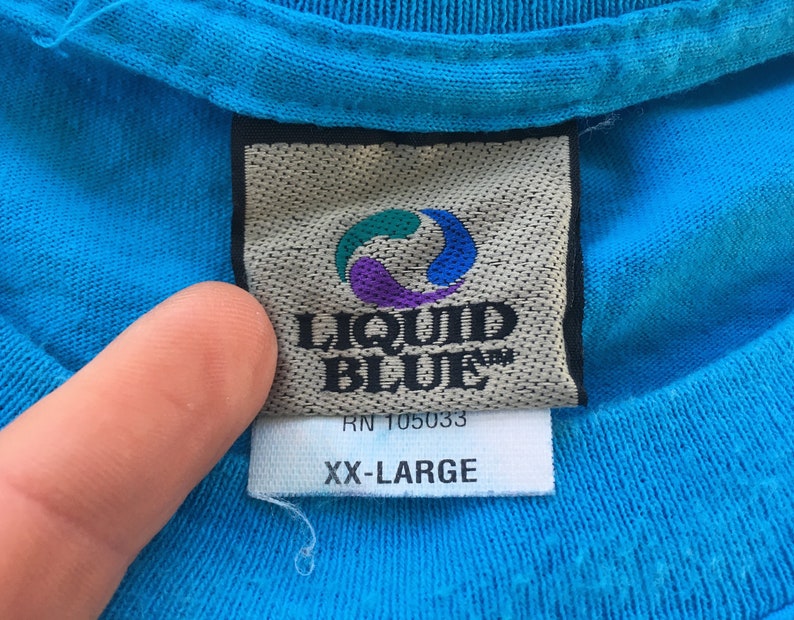 LIQUID
BLUE™
RN 105033
XX-LARGE